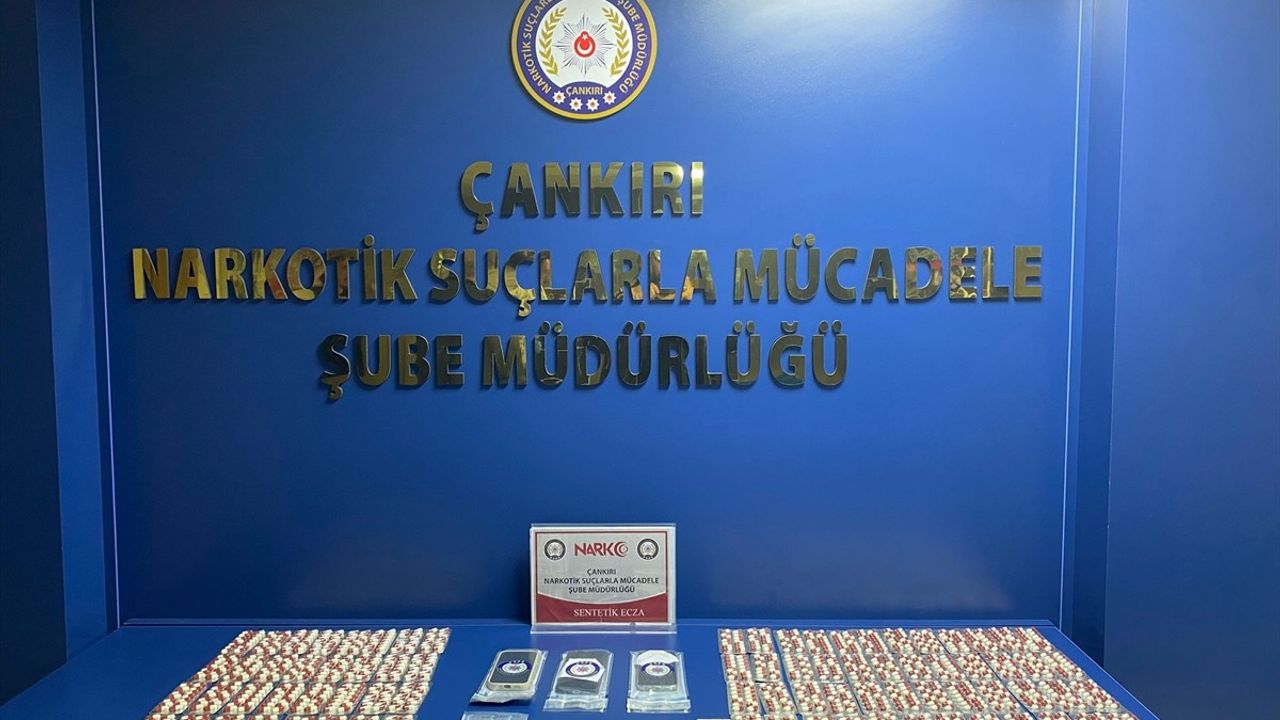 NARKOTİK SUÇLARLA
ŞUBE MÜDÜRLÜĞÜ
ÇANKIRI
ÇANKIRI
NARKOTİK SUÇLARLA MÜCADELE
ŞUBE MÜDÜRLÜĞÜ
NARKO
ÇANKIRI
NARKOTİK SUÇLARLA MÜCADELE
ŞUBE MÜDÜRLÜĞÜ
SENTETİK ECZA